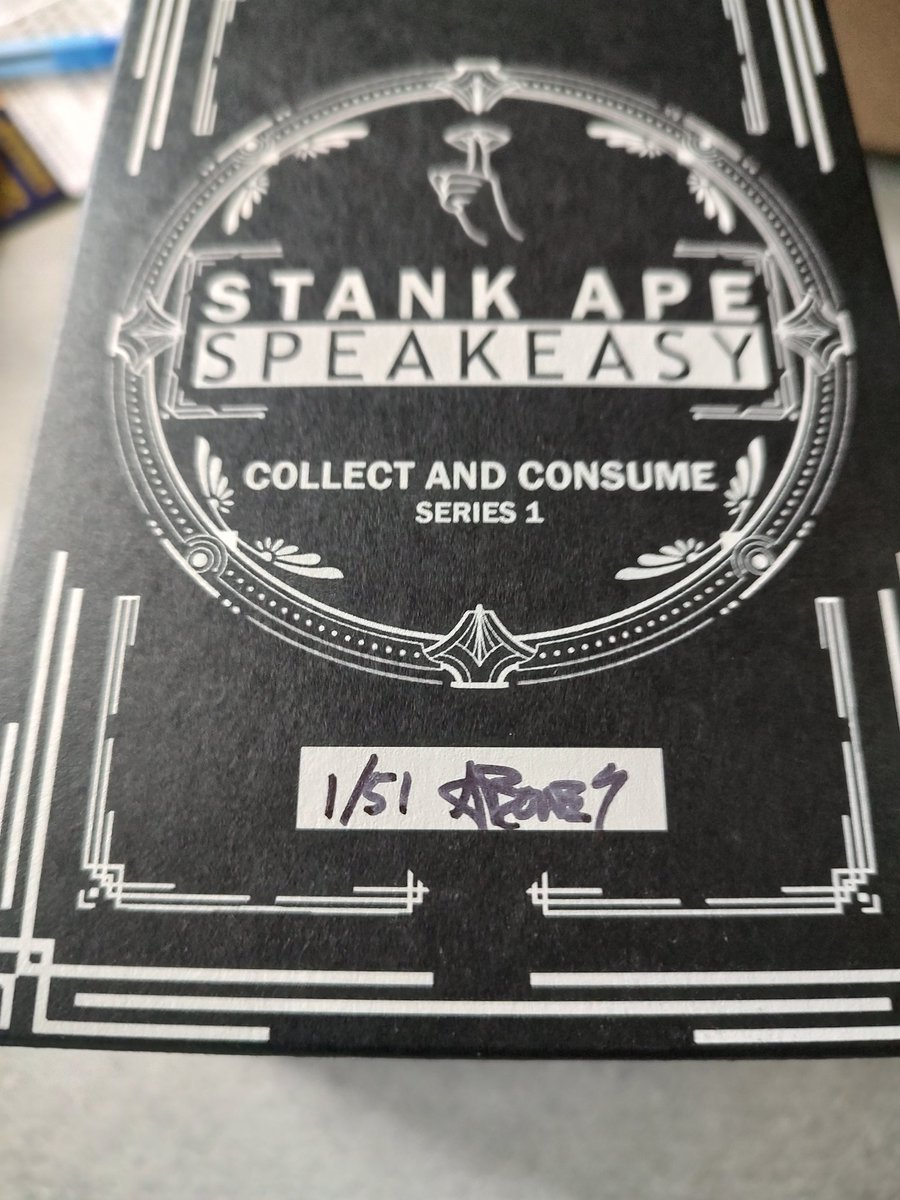 STANK APE
SPEAKEASY
COLLECT AND CONSUME
SERIES 1
1/51